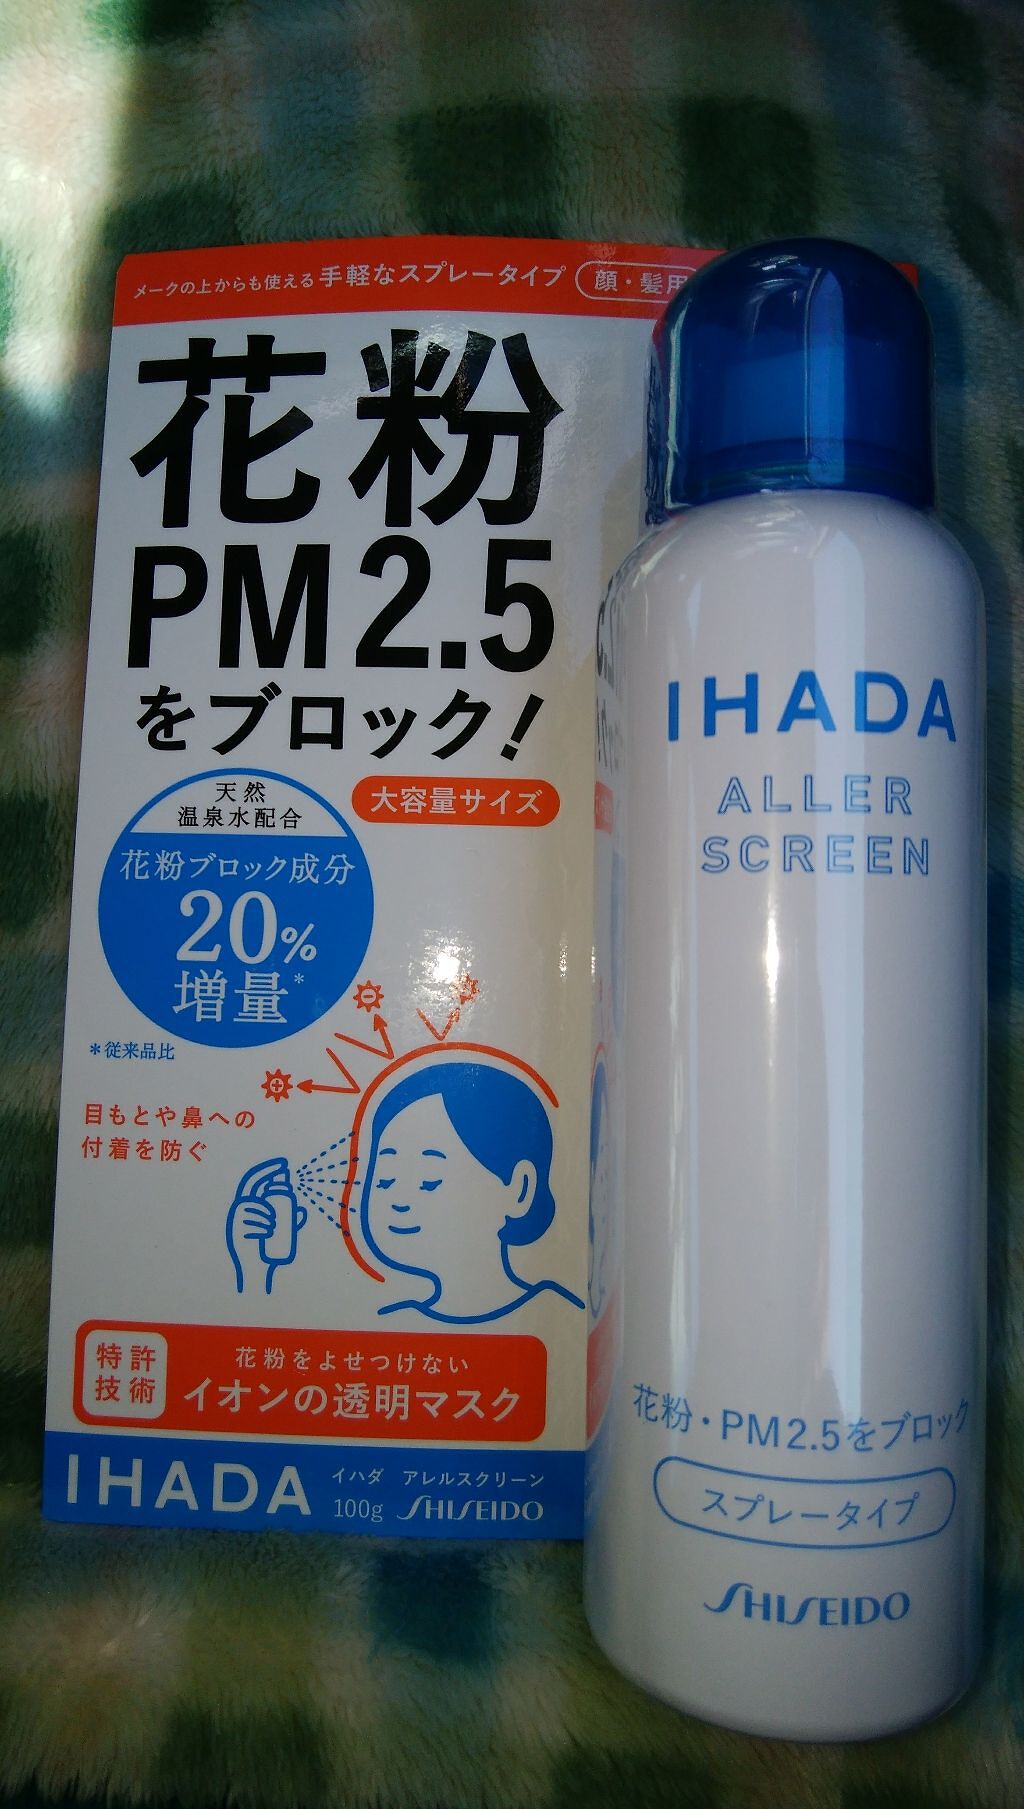 メークの上からも使える手軽なスプレータイプ 顔・髪用
花粉
PM2.5
をブロック!
大容量サイズ
天然
温泉水配合
花粉ブロック成分
20%
増量*
*従来品比
目もとや鼻への
付着を防ぐ
特許
技術
花粉をよせつけない
イオンの透明マスク
IHADA
イハダ アレルスクリーン
100g SHISEIDO
IHADA
ALLER
SCREEN
花粉・PM2.5をブロック
スプレータイプ
SHISEIDO